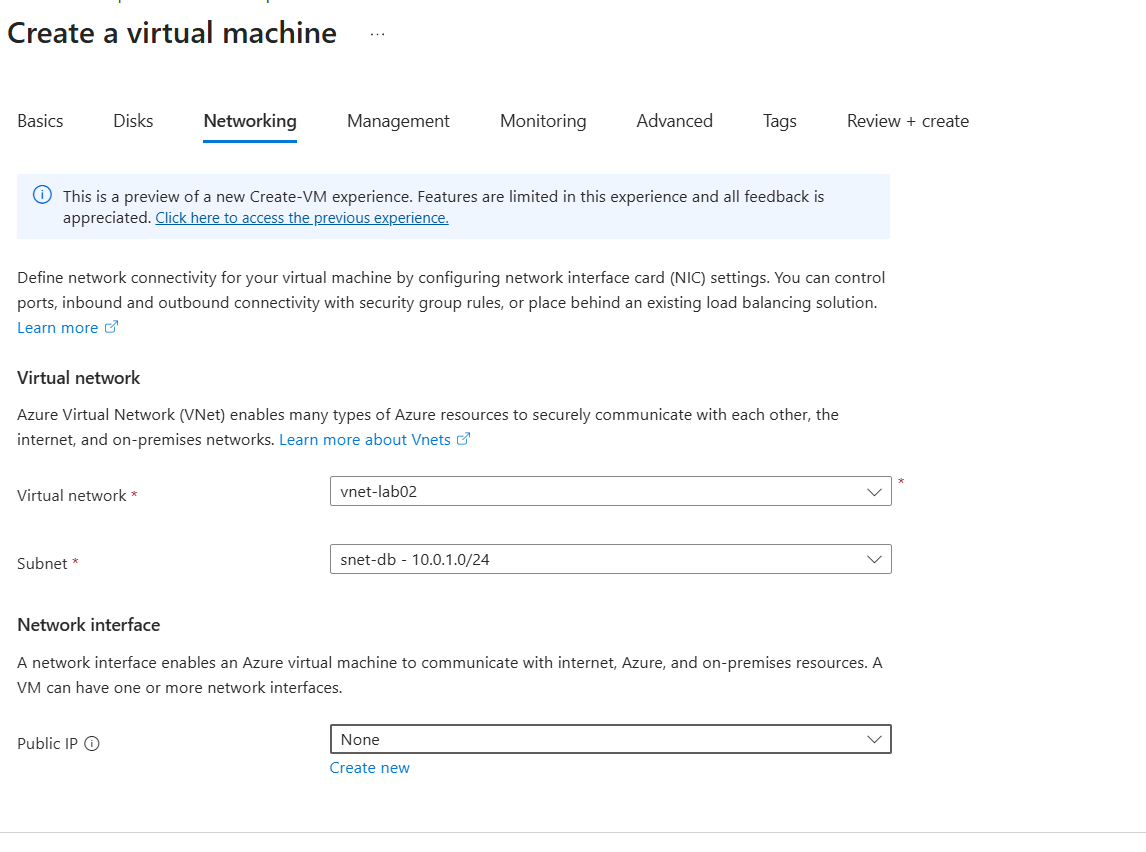 Create a virtual machine ...
Basics Disks Networking Management Monitoring Advanced Tags Review + create
This is a preview of a new Create-VM experience. Features are limited in this experience and all feedback is
appreciated. Click here to access the previous experience.
Define network connectivity for your virtual machine by configuring network interface card (NIC) settings. You can control
ports, inbound and outbound connectivity with security group rules, or place behind an existing load balancing solution.
Learn more
Virtual network
Azure Virtual Network (VNet) enables many types of Azure resources to securely communicate with each other, the
internet, and on-premises networks. Learn more about Vnets
Virtual network * vnet-lab02 *
Subnet * snet-db - 10.0.1.0/24
Network interface
A network interface enables an Azure virtual machine to communicate with internet, Azure, and on-premises resources. A
VM can have one or more network interfaces.
Public IP None
Create new